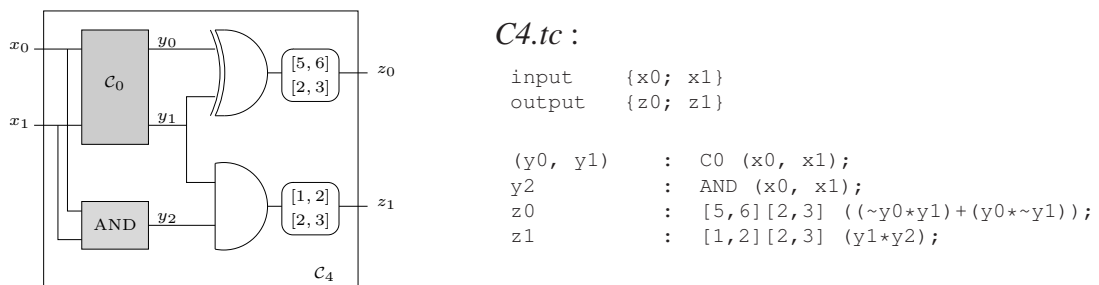 x0
x1
C0
y0
y1
AND
y2
[5, 6]
[2, 3]
z0
[1, 2]
[2, 3]
z1
C4
C4.tc :
input {x0; x1}
output {z0; z1}
(y0, y1) : C0 (x0, x1);
y2 : AND (x0, x1);
z0 : [5,6][2,3] ((~y0*y1)+(y0*~y1));
z1 : [1,2][2,3] (y1*y2);